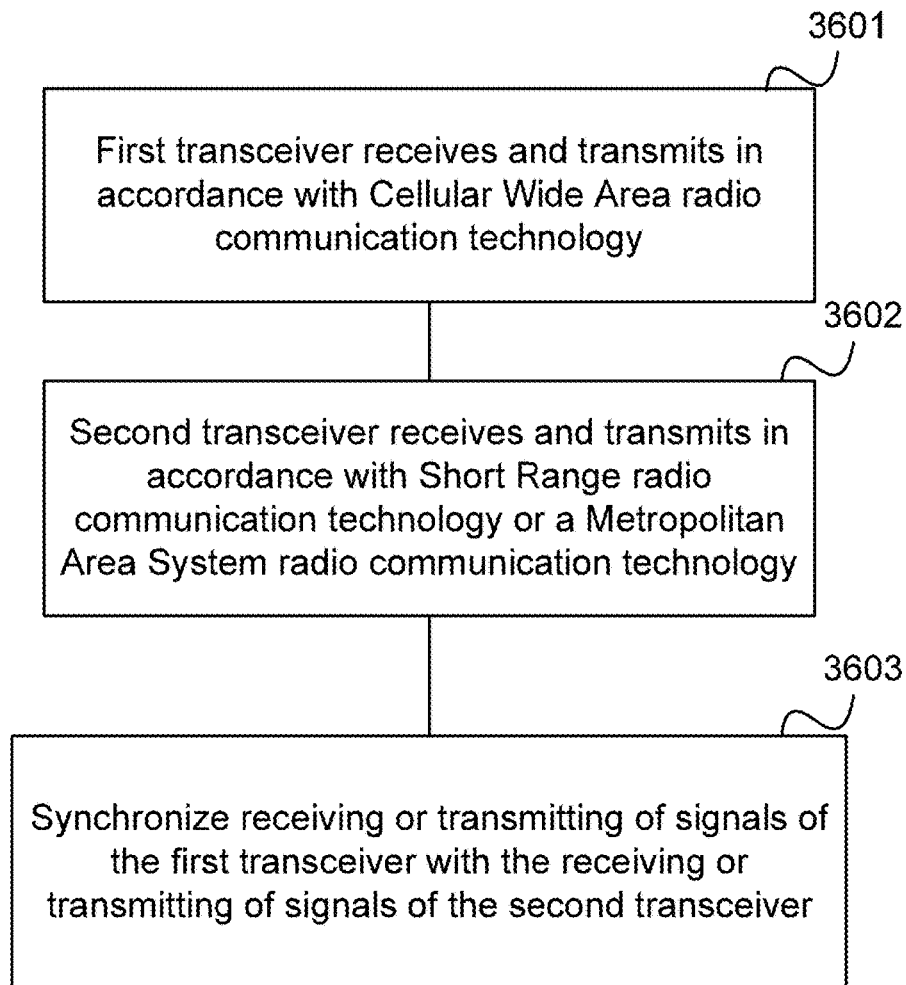 3601
First transceiver receives and transmits in
accordance with Cellular Wide Area radio
communication technology
3602
Second transceiver receives and transmits in
accordance with Short Range radio
communication technology or a Metropolitan
Area System radio communication technology
3603
Synchronize receiving or transmitting of signals of
the first transceiver with the receiving or
transmitting of signals of the second transceiver